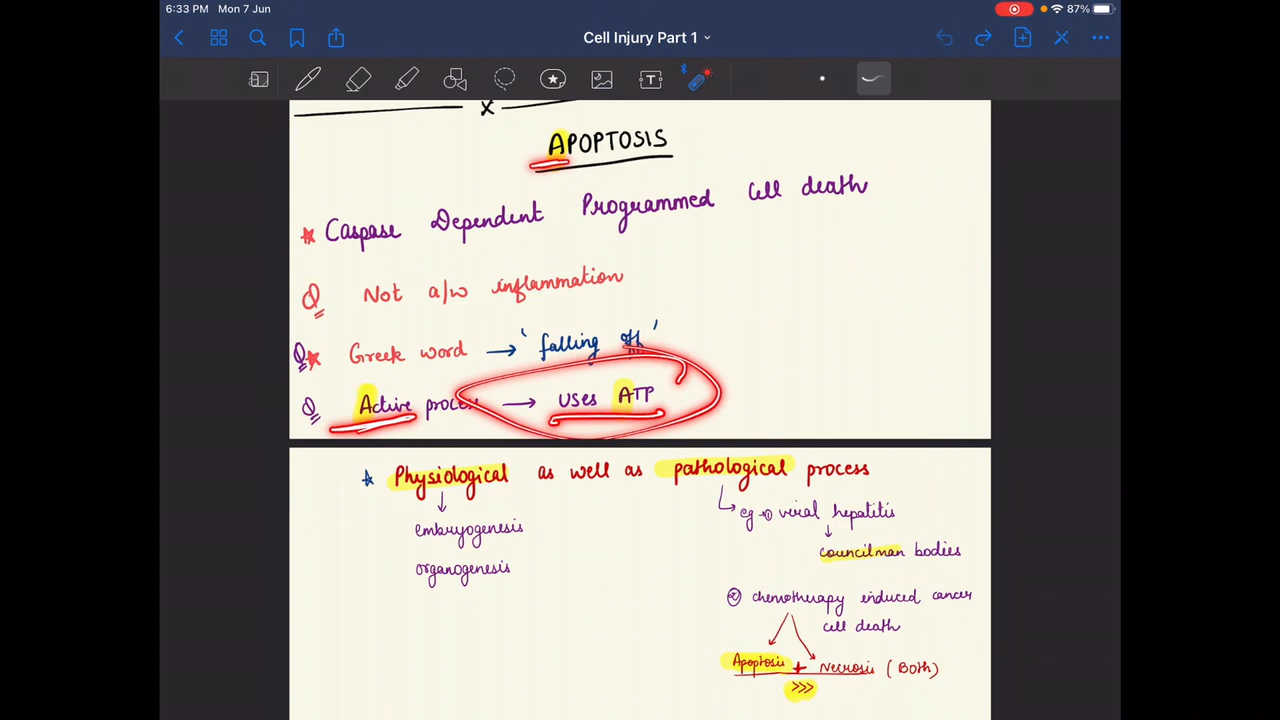 6:33 PM Mon 7 Jun
87%
Cell Injury Part 1
x
APOPTOSIS
Caspase Dependent Programmed Cell death
Q Not a/w inflammation
Q Greek word → 'falling off'
Q Active process → uses ATP
Physiological as well as pathological process
embryogenesis
organogenesis
eg → ① viral hepatitis
councilman bodies
② chemotherapy induced cancer
cell death
Apoptosis + Necrosis (Both)
>>>